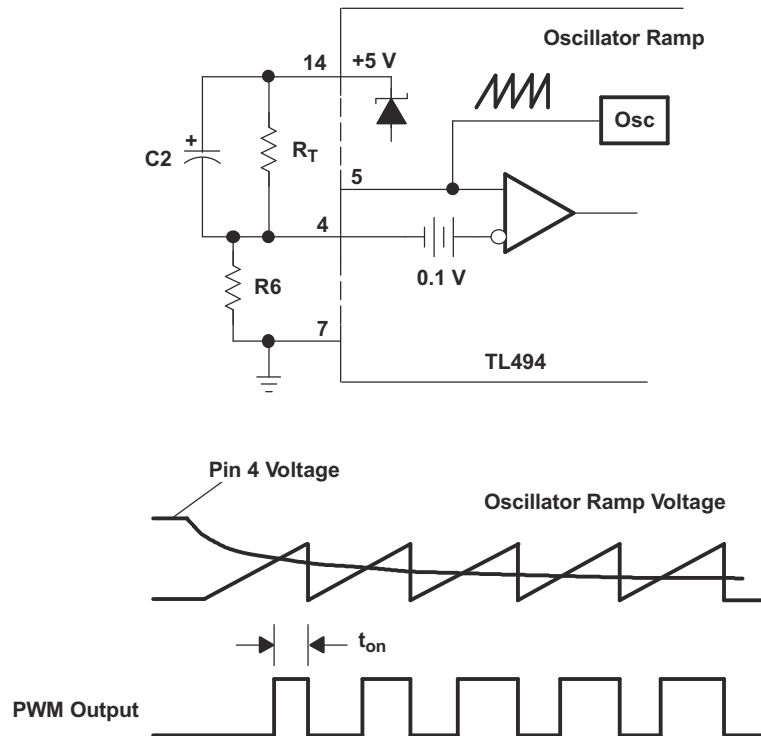 Oscillator Ramp
14
+5 V
Osc
+
C2
R_T
5
4
0.1 V
R6
7
TL494
Pin 4 Voltage
Oscillator Ramp Voltage
t_on
PWM Output